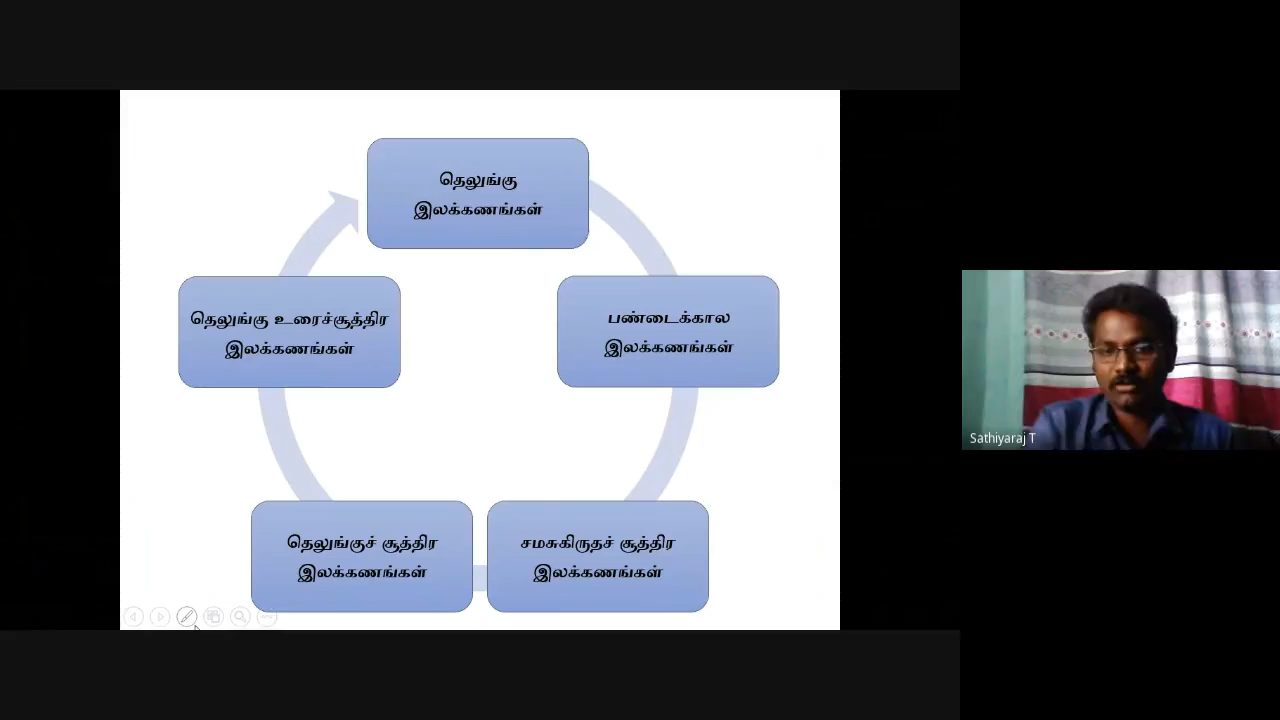 தெலுங்கு
இலக்கணங்கள்
பண்டைக்கால
இலக்கணங்கள்
சமசுகிருதச் சூத்திர
இலக்கணங்கள்
தெலுங்குச் சூத்திர
இலக்கணங்கள்
தெலுங்கு உரைச்சூத்திர
இலக்கணங்கள்
Sathiyaraj T